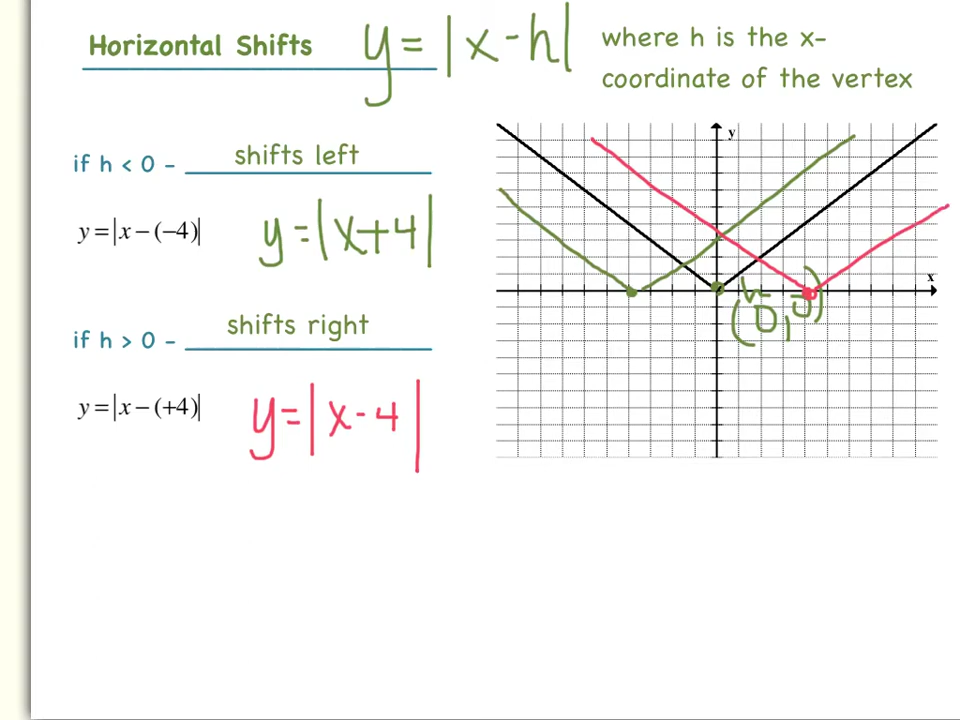 Horizontal Shifts
y = |x - h|
where h is the x-
coordinate of the vertex
if h < 0 - shifts left
y = |x - (-4)|
y = |x + 4|
if h > 0 - shifts right
y = |x - (+4)|
y = |x - 4|
y
x
h
(0, 0)